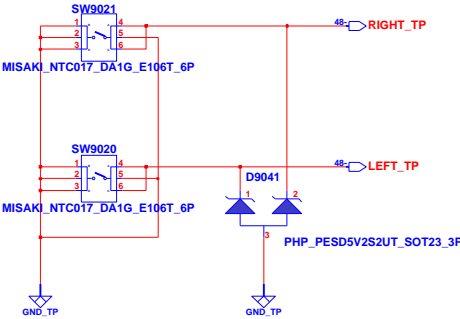 SW9021
1 4
2 5
3 6
48- RIGHT_TP
MISAKI_NTC017_DA1G_E106T_6P
SW9020
1 4
2 5
3 6
48- LEFT_TP
D9041
MISAKI_NTC017_DA1G_E106T_6P
1 2
3
PHP_PESD5V2S2UT_SOT23_3P
GND_TP GND_TP